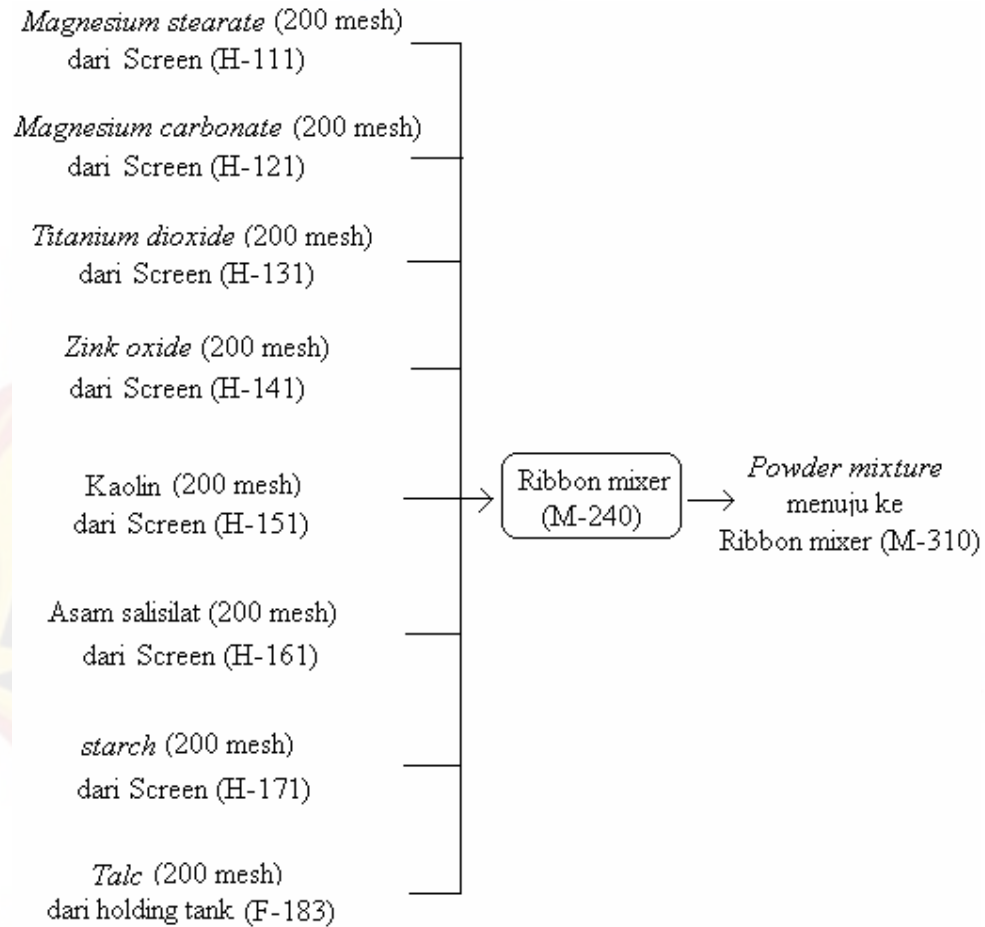 Magnesium stearate (200 mesh)
dari Screen (H-111)
Magnesium carbonate (200 mesh)
dari Screen (H-121)
Titanium dioxide (200 mesh)
dari Screen (H-131)
Zink oxide (200 mesh)
dari Screen (H-141)
Kaolin (200 mesh)
dari Screen (H-151)
Asam salisilat (200 mesh)
dari Screen (H-161)
starch (200 mesh)
dari Screen (H-171)
Talc (200 mesh)
dari holding tank (F-183)
Ribbon mixer
(M-240)
Powder mixture
menuju ke
Ribbon mixer (M-310)